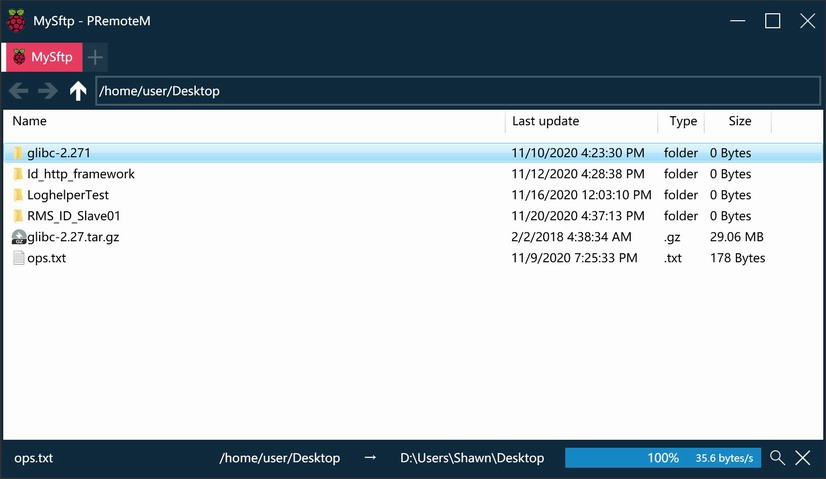 MySftp - PRemoteM
MySftp
/home/user/Desktop
Name Last update Type Size
glibc-2.271 11/10/2020 4:23:30 PM folder 0 Bytes
Id_http_framework 11/12/2020 4:28:38 PM folder 0 Bytes
LoghelperTest 11/16/2020 12:03:10 PM folder 0 Bytes
RMS_ID_Slave01 11/20/2020 4:37:13 PM folder 0 Bytes
GZ glibc-2.27.tar.gz 2/2/2018 4:38:34 AM .gz 29.06 MB
ops.txt 11/9/2020 7:25:33 PM .txt 178 Bytes
ops.txt /home/user/Desktop → D:\Users\Shawn\Desktop 100% 35.6 bytes/s